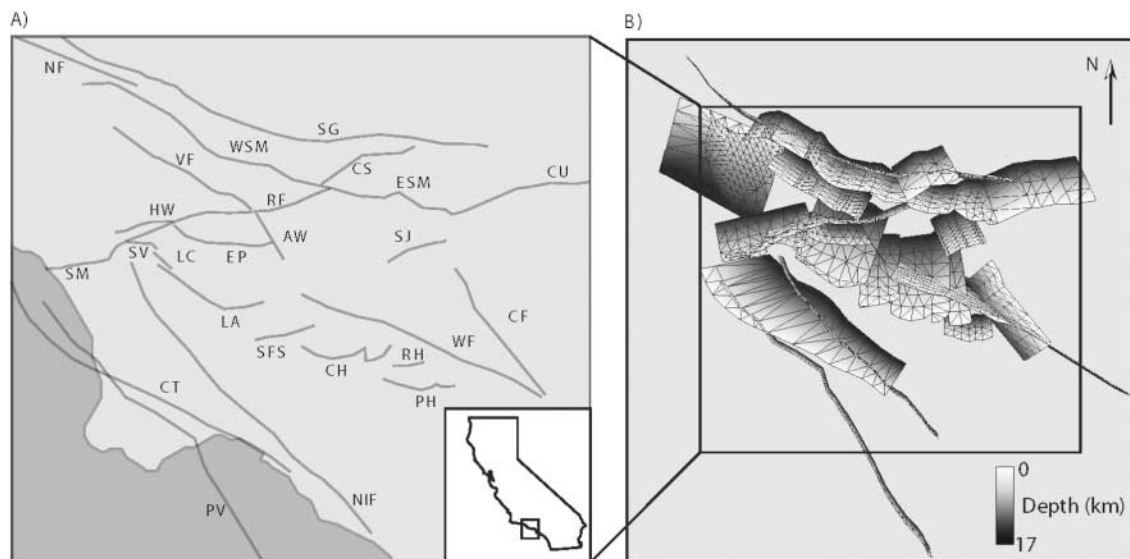 A)
NF
SG
WSM
VF
CS
ESM
CU
RF
HW
AW
SJ
SV
LC
EP
SM
LA
CF
WF
SFS
CH
RH
PH
CT
NIF
PV
B)
N
0
Depth (km)
17